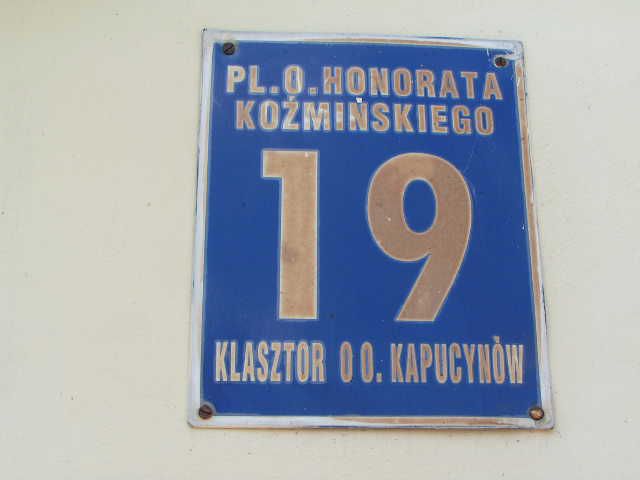 PL.O.HONORATA
KOŹMIŃSKIEGO
19
KLASZTOR OO. KAPUCYNÓW